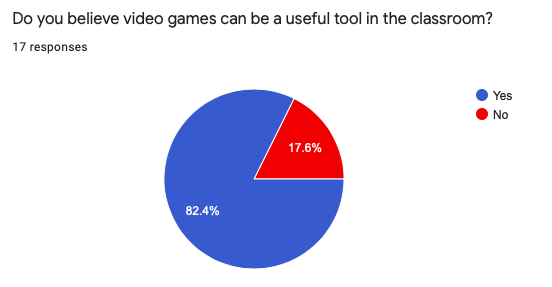 Do you believe video games can be a useful tool in the classroom?
17 responses
Yes
No
17.6%
82.4%